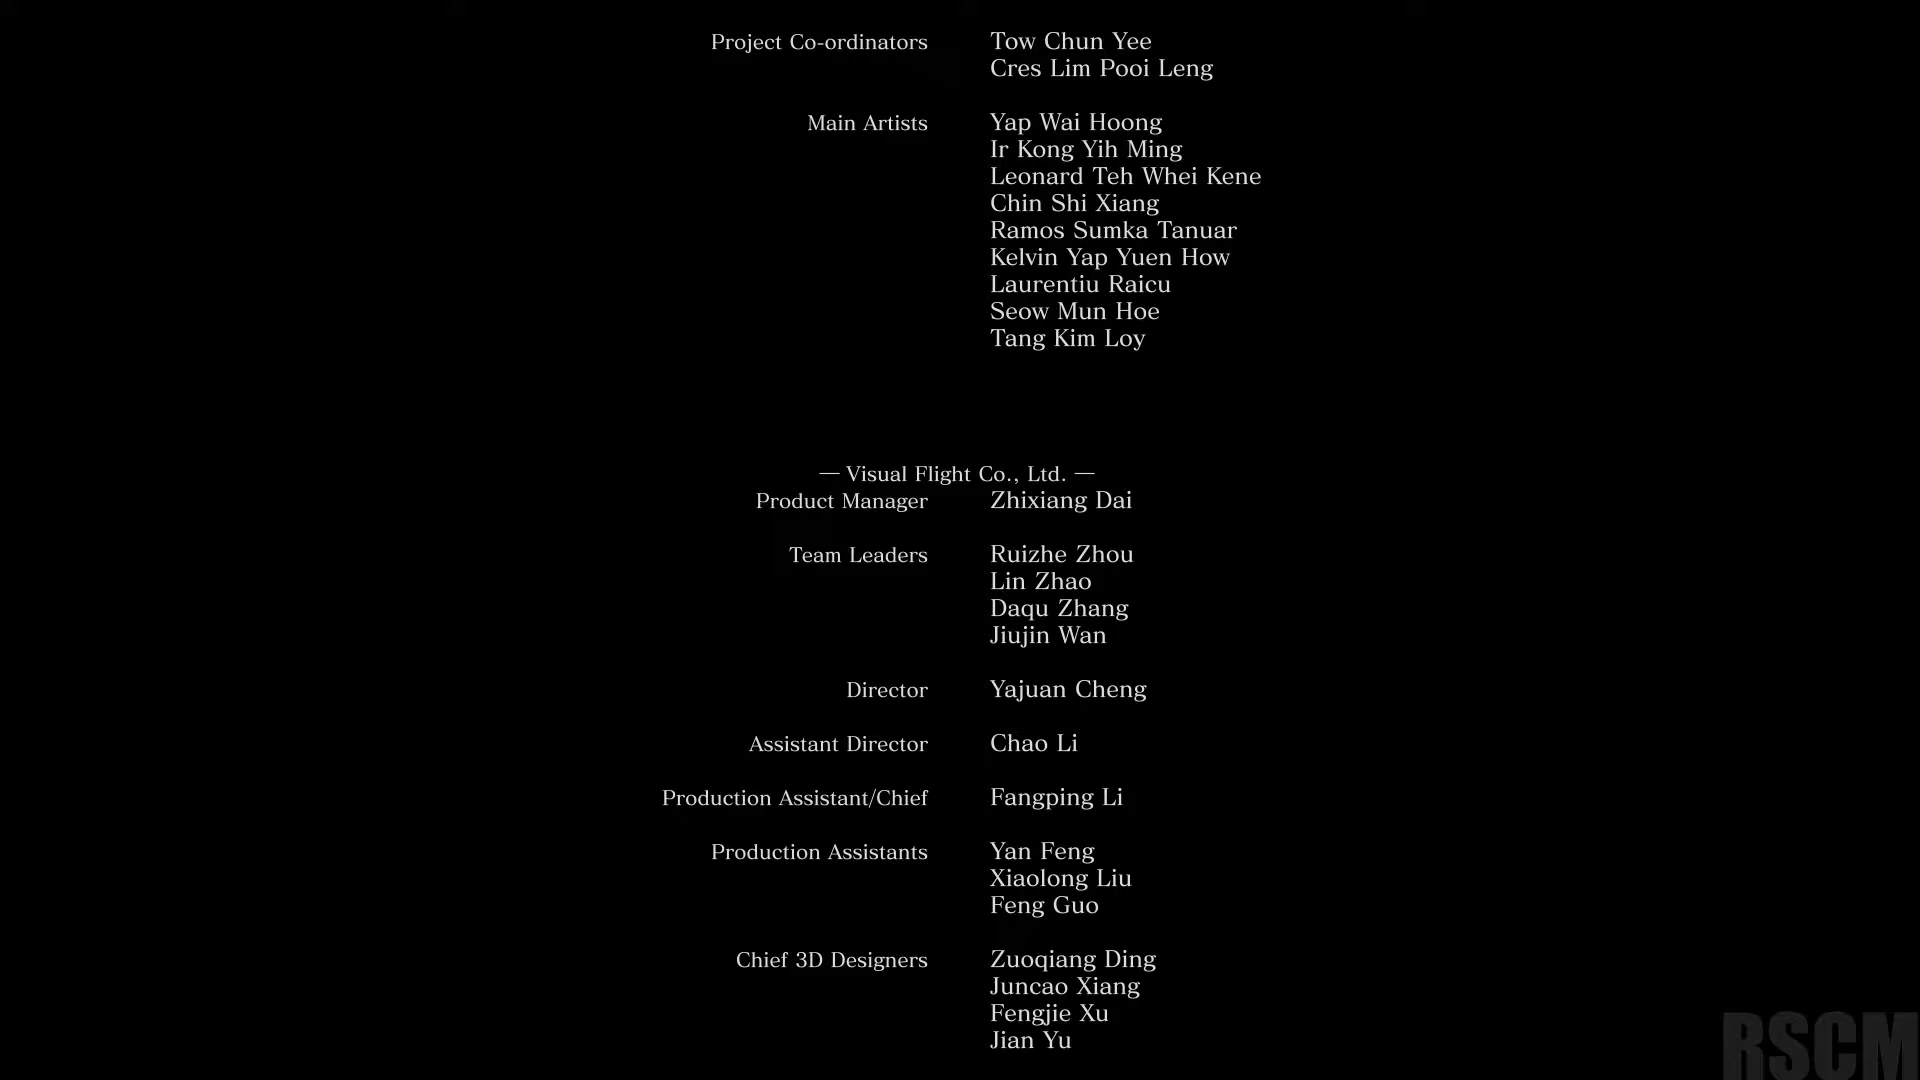 Project Co-ordinators Tow Chun Yee
Cres Lim Pooi Leng
Main Artists Yap Wai Hoong
Ir Kong Yih Ming
Leonard Teh Whei Kene
Chin Shi Xiang
Ramos Sumka Tanuar
Kelvin Yap Yuen How
Laurentiu Raicu
Seow Mun Hoe
Tang Kim Loy
— Visual Flight Co., Ltd. —
Product Manager Zhixiang Dai
Team Leaders Ruizhe Zhou
Lin Zhao
Daqu Zhang
Jiujin Wan
Director Yajuan Cheng
Assistant Director Chao Li
Production Assistant/Chief Fangping Li
Production Assistants Yan Feng
Xiaolong Liu
Feng Guo
Chief 3D Designers Zuoqiang Ding
Juncao Xiang
Fengjie Xu
Jian Yu
RSCM